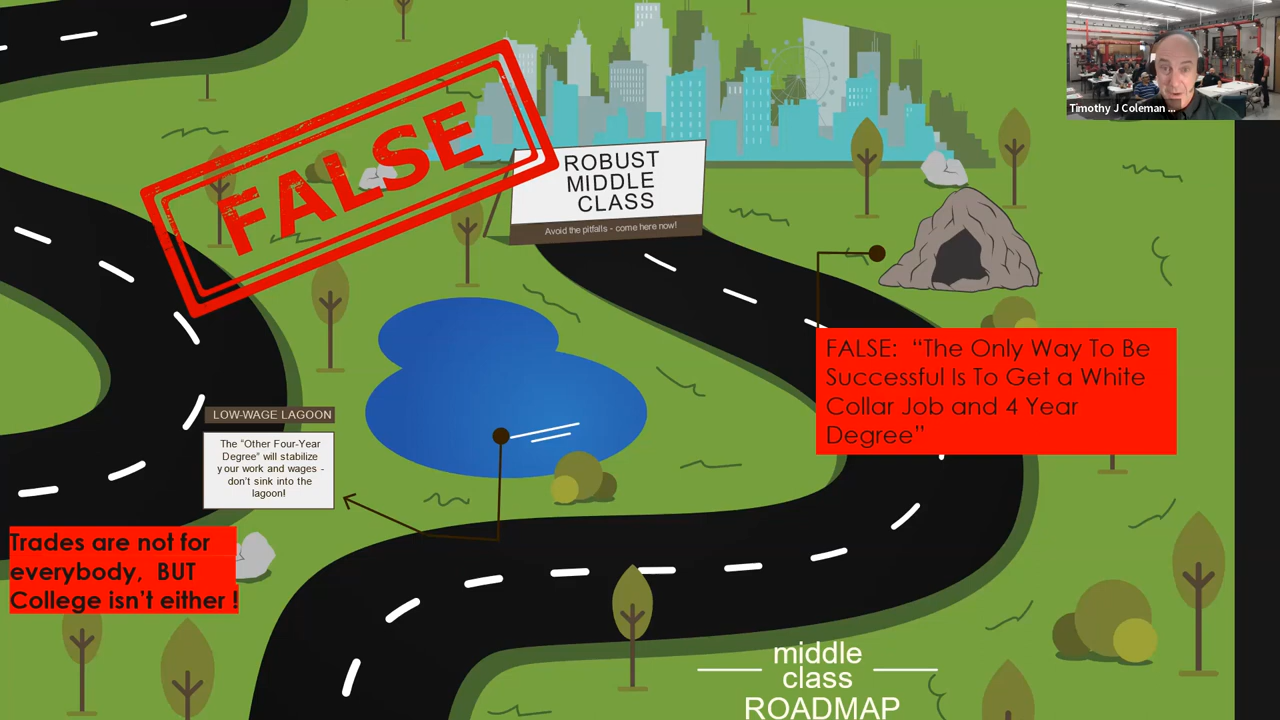 Timothy J Coleman ...
FALSE
ROBUST
MIDDLE
CLASS
Avoid the pitfalls - come here now!
FALSE: “The Only Way To Be
Successful Is To Get a White
Collar Job and 4 Year
Degree”
LOW-WAGE LAGOON
The "Other Four-Year
Degree" will stabilize
your work and wages -
don't sink into the
lagoon!
Trades are not for
everybody, BUT
College isn’t either !
middle
class
ROADMAP